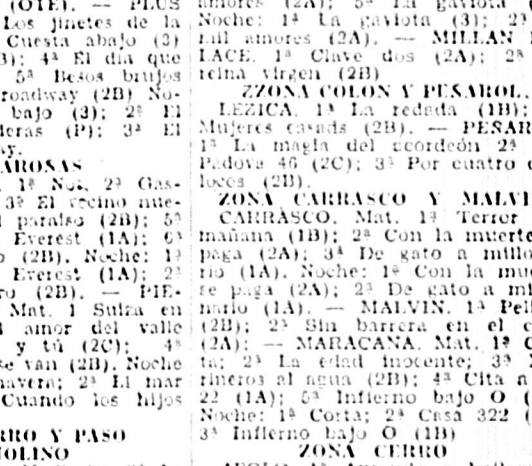 (OTE). — PLUS
Los jinetes de la
Cuesta abajo (3)
3); 4ª El día que
5ª Besos brujos
roadway (2B) No-
bajo (3); 2ª El
deras (P); 3ª El
ay.
AROSAS
1ª Not. 2ª Gas-
3ª El vecino nue-
l paraíso (2B); 5ª
Everest (1A); 6ª
o (2B). Noche: 1ª
Everest (1A); 2ª
ro (2B). — PIE-
Mat. 1 Suiza en
l amor del valle
y tú (2C); 4ª
se van (2B). Noche
navera; 2ª El mar
Cuando los hijos
RRO Y PASO
OLINO
amores (2A); 5ª La gaviota (
Noche: 1ª La gaviota (3); 2ª
mil amores (2A). — MILLAN
LACE. 1ª Clave dos (2A); 2ª
reina virgen (2B)
ZZONA COLON Y PEÑAROL.
LEZICA. 1ª La redada (1B);
Mujeres casads (2B). — PEÑAR
1ª La magia del acordeón 2ª
Padova 46 (2C); 3ª Por cuatro
locos (2B).
ZONA CARRASCO Y MALVI
CARRASCO. Mat. 1ª Terror
mañana (1B); 2ª Con la muerte
paga (2A); 3ª De gato a millo
rio (1A). Noche: 1ª Con la mue
se paga (2A); 2ª De gato a mi
nario (1A). — MALVIN. 1ª Pel
(2B); 2ª Sin barrera en el c
(2A); — MARACANA. Mat. 1ª C
ta; 2ª La edad inocente; 3ª
rineros al agua (2B); 4ª Cita a
22 (1A); 5ª Infierno bajo O (
Noche: 1ª Corta; 2ª Casa 322 (
3ª Infierno bajo O (1B)
ZONA CERRO